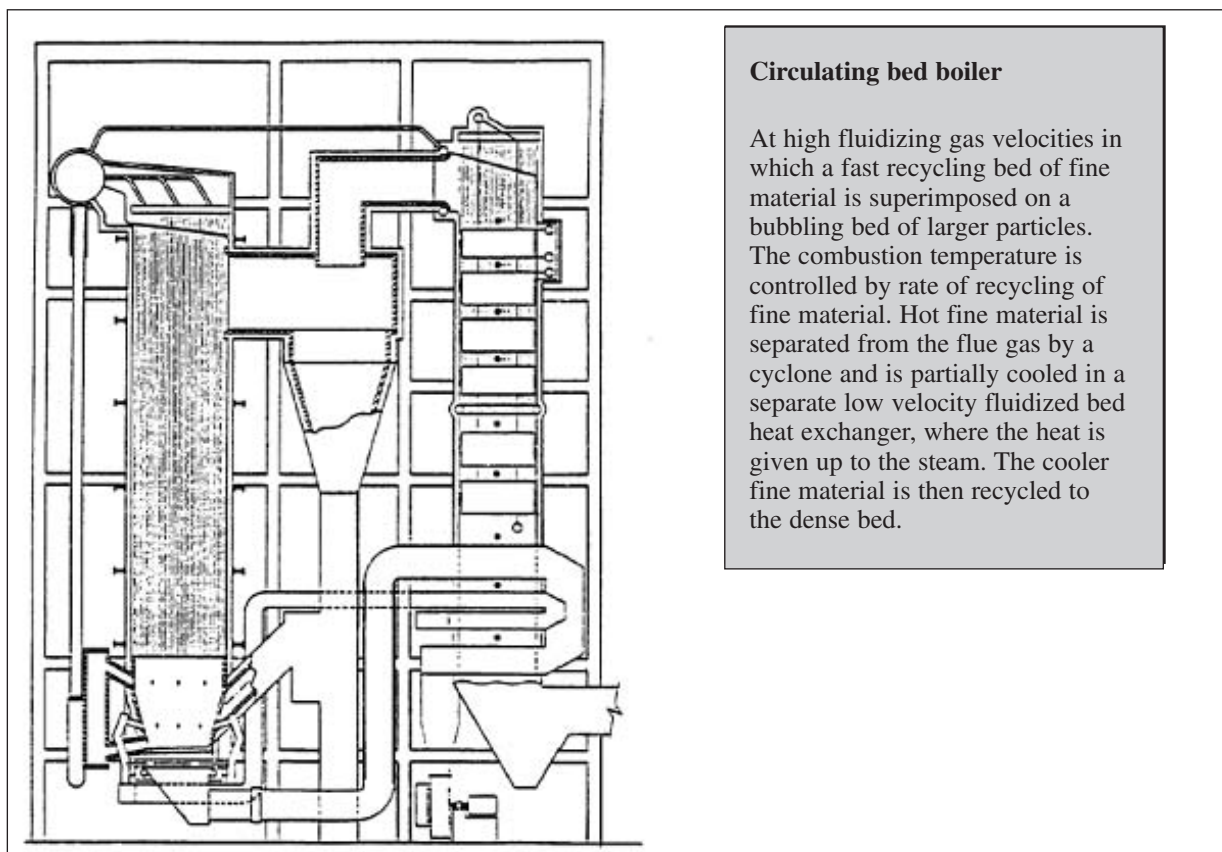 Circulating bed boiler
At high fluidizing gas velocities in
which a fast recycling bed of fine
material is superimposed on a
bubbling bed of larger particles.
The combustion temperature is
controlled by rate of recycling of
fine material. Hot fine material is
separated from the flue gas by a
cyclone and is partially cooled in a
separate low velocity fluidized bed
heat exchanger, where the heat is
given up to the steam. The cooler
fine material is then recycled to
the dense bed.